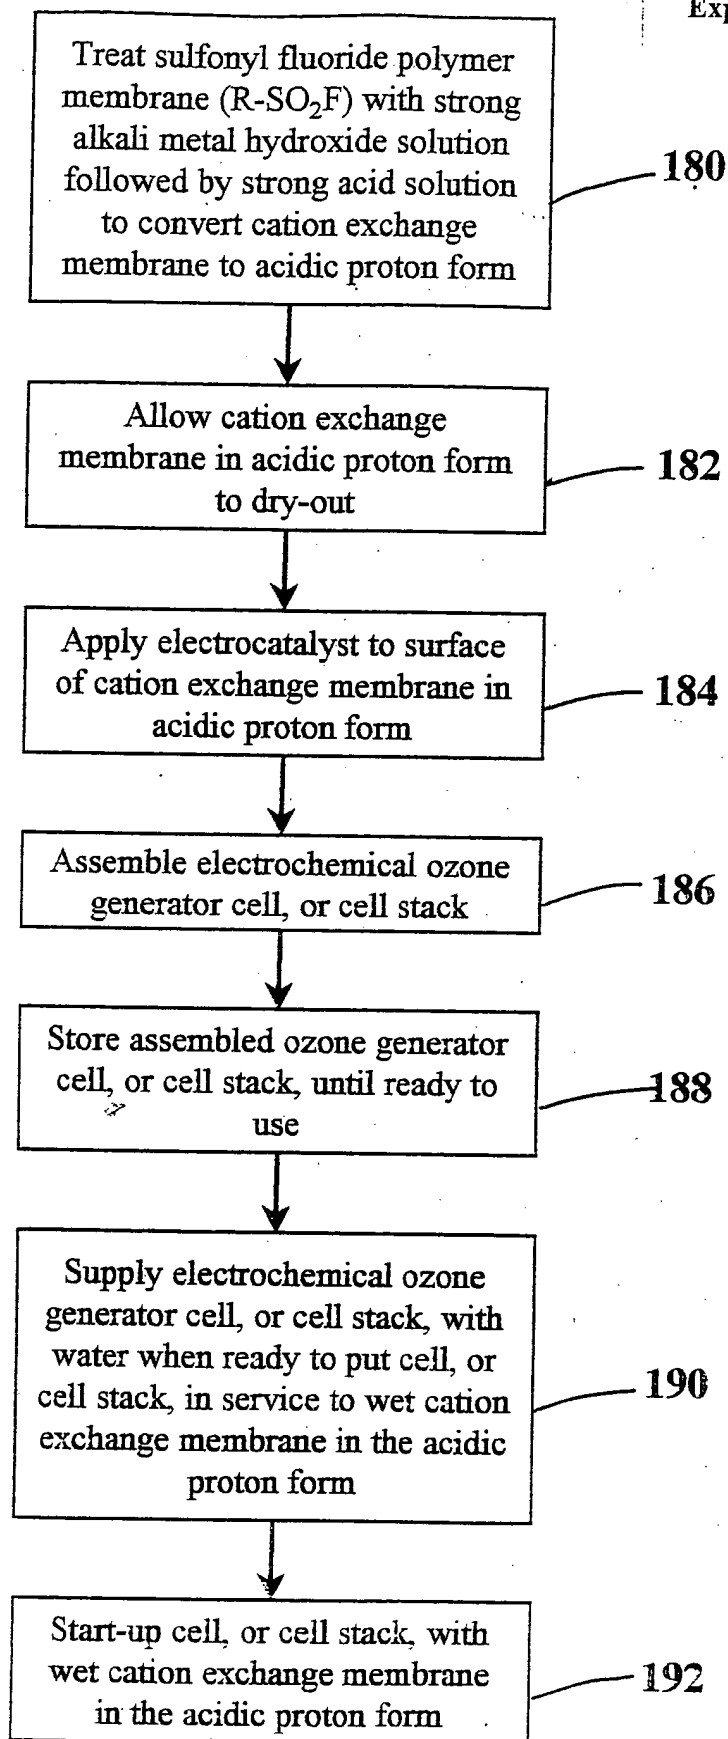 Exp
Treat sulfonyl fluoride polymer
membrane (R-SO₂F) with strong
alkali metal hydroxide solution
followed by strong acid solution
to convert cation exchange
membrane to acidic proton form
180
Allow cation exchange
membrane in acidic proton form
to dry-out
182
Apply electrocatalyst to surface
of cation exchange membrane in
acidic proton form
184
Assemble electrochemical ozone
generator cell, or cell stack
186
Store assembled ozone generator
cell, or cell stack, until ready to
use
188
Supply electrochemical ozone
generator cell, or cell stack, with
water when ready to put cell, or
cell stack, in service to wet cation
exchange membrane in the acidic
proton form
190
Start-up cell, or cell stack, with
wet cation exchange membrane
in the acidic proton form
192